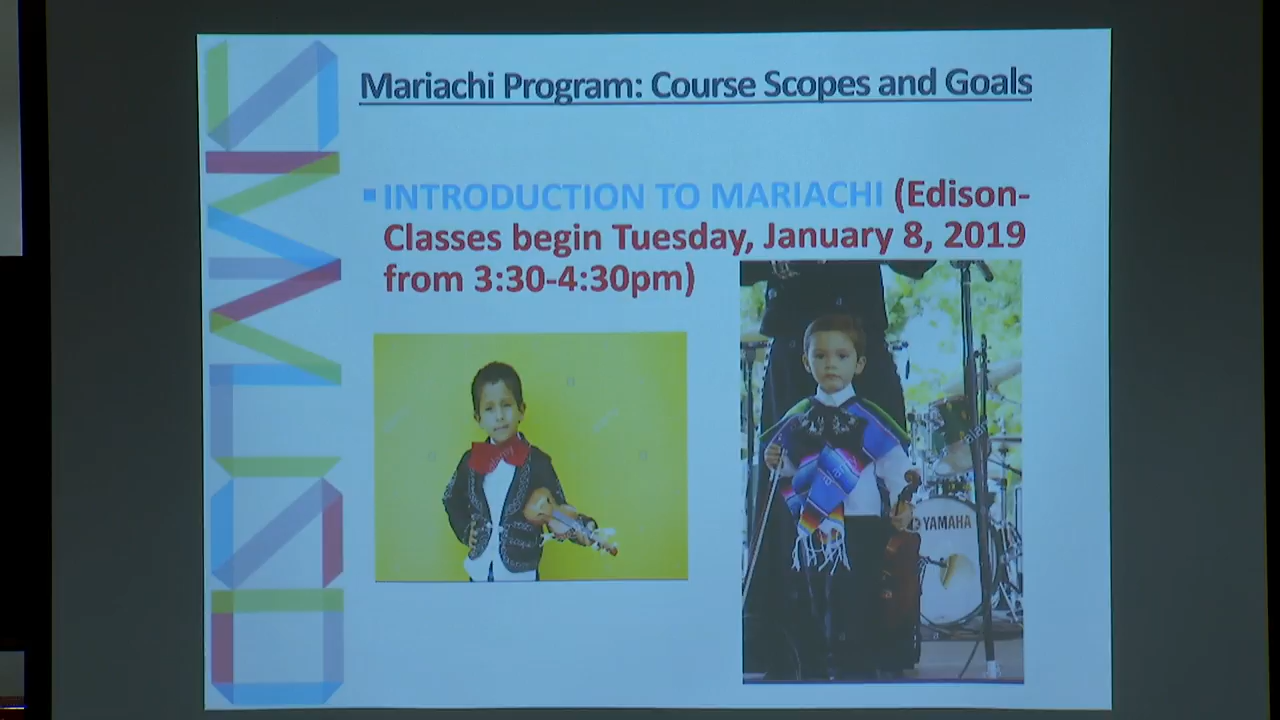 Mariachi Program: Course Scopes and Goals
INTRODUCTION TO MARIACHI (Edison-
Classes begin Tuesday, January 8, 2019
from 3:30-4:30pm)
YAMAHA
SMMUSD